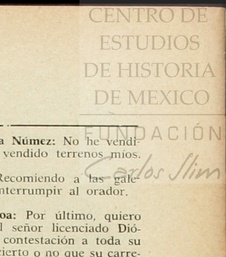 CENTRO DE
ESTUDIOS
DE HISTORIA
DE MEXICO
FUNDACIÓN
Carlos Slim
a Númez: No he vendi-
vendido terrenos míos.
Recomiendo a las gale-
nterrumpir al orador.
oa: Por último, quiero
l señor licenciado Dió-
contestación a toda su
cierto o no que su carre-